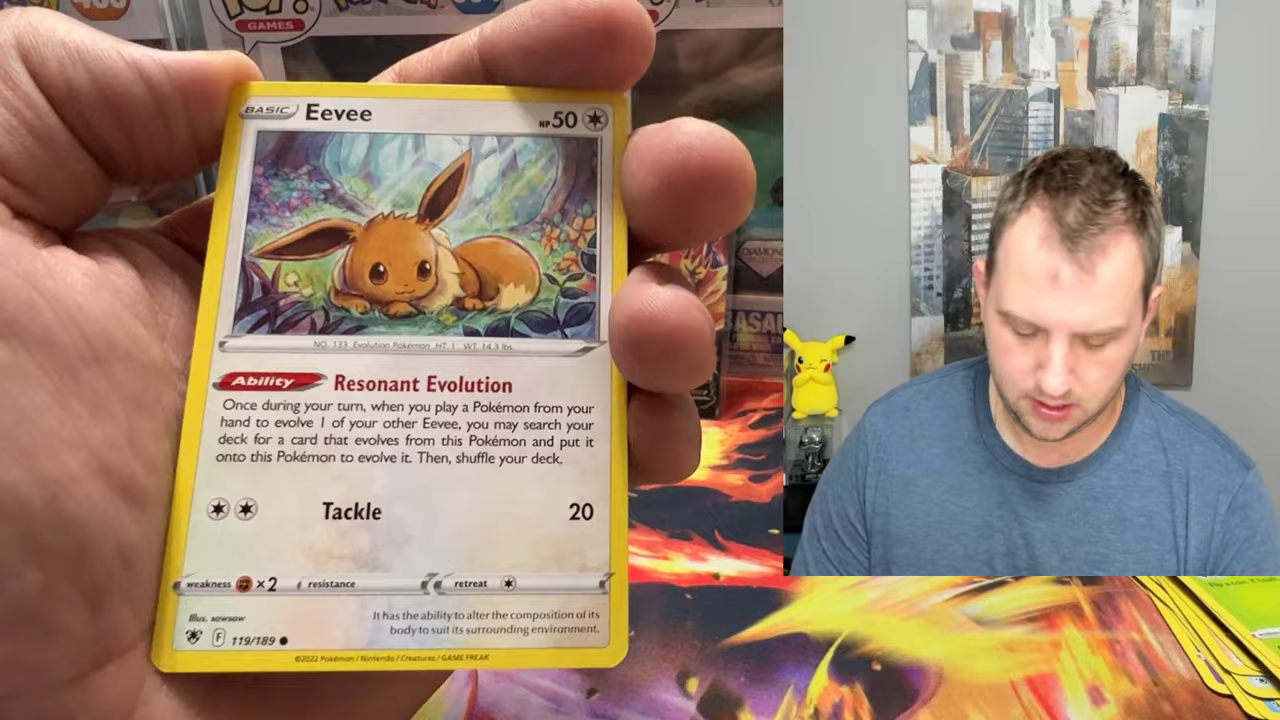 GAMES
BASIC Eevee HP 50
NO. 133 Evolution Pokémon HT: 1' WT: 14.3 lbs.
Ability Resonant Evolution
Once during your turn, when you play a Pokémon from your
hand to evolve 1 of your other Eevee, you may search your
deck for a card that evolves from this Pokémon and put it
onto this Pokémon to evolve it. Then, shuffle your deck.
Tackle 20
weakness ×2 resistance retreat
Illus. sowsow
It has the ability to alter the composition of its
body to suit its surrounding environment.
F 119/189
©2022 Pokémon / Nintendo / Creatures / GAME FREAK
DIAMOND
THE